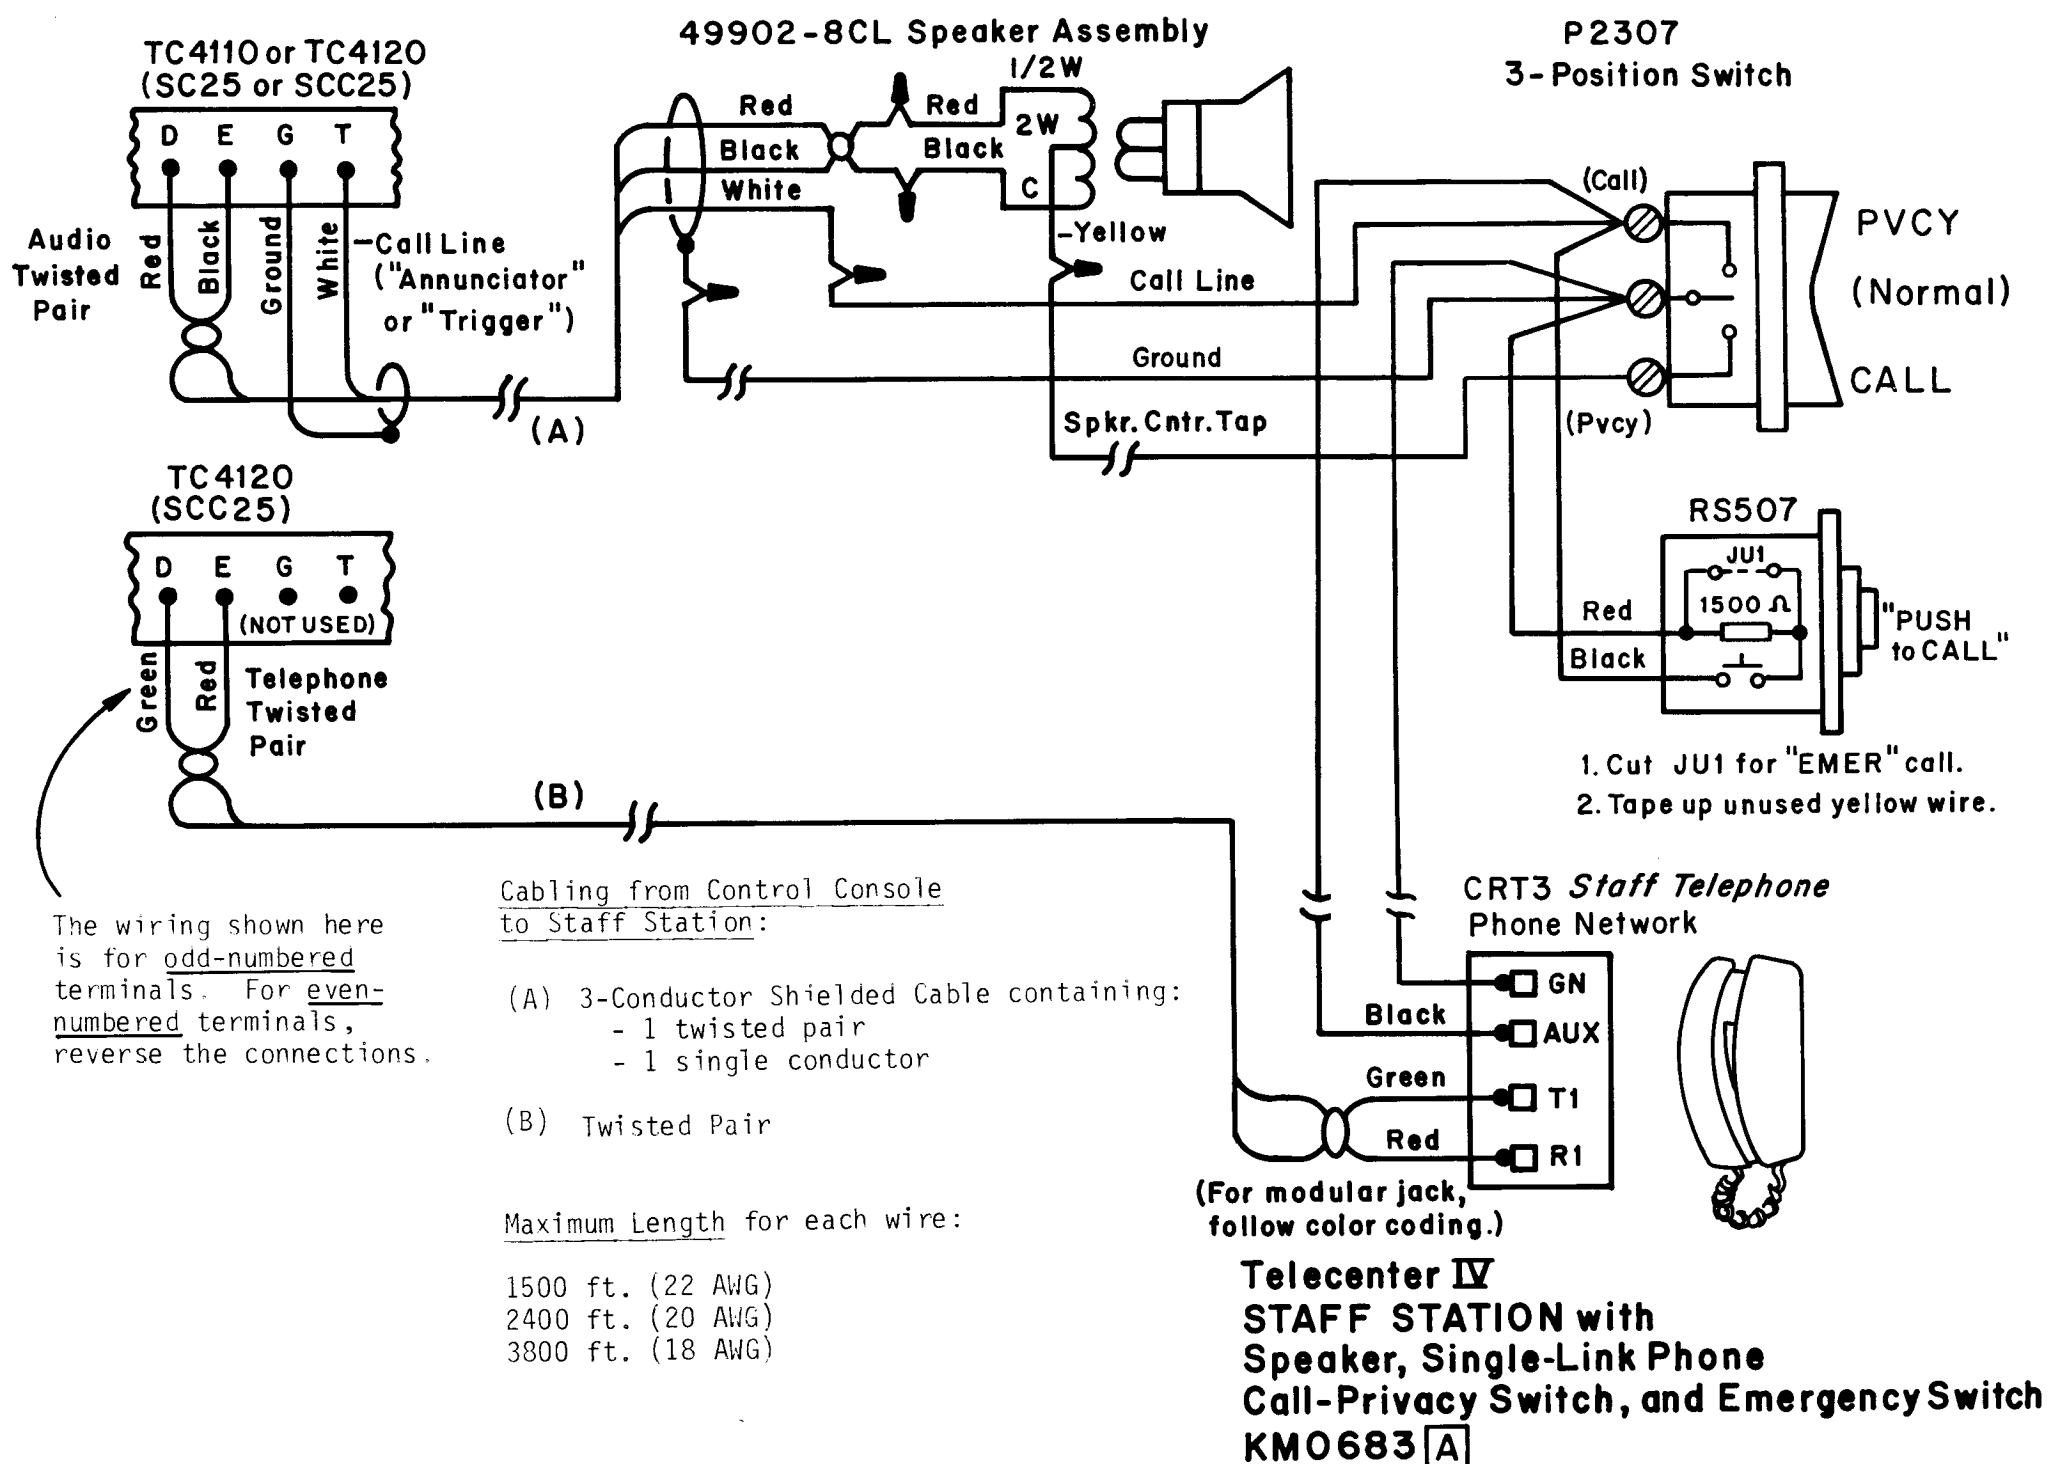 49902-8CL Speaker Assembly
P2307
3-Position Switch
TC4110 or TC4120
(SC25 or SCC25)
D E G T
Audio
Twisted
Pair
Red
Black
Ground
White
Call Line
("Annunciator"
or "Trigger")
(A)
Red
Black
White
Red
Black
1/2W
2W
C
Yellow
Call Line
Ground
Spkr. Cntr. Tap
(Call)
(Pvcy)
PVCY
(Normal)
CALL
TC4120
(SCC25)
D E G T
(NOT USED)
Green
Red
Telephone
Twisted
Pair
(B)
RS507
JU1
1500 Ω
Red
Black
"PUSH
to CALL"
1. Cut JU1 for "EMER" call.
2. Tape up unused yellow wire.
The wiring shown here
is for odd-numbered
terminals. For even-
numbered terminals,
reverse the connections.
Cabling from Control Console
to Staff Station:
(A) 3-Conductor Shielded Cable containing:
- 1 twisted pair
- 1 single conductor
(B) Twisted Pair
Maximum Length for each wire:
1500 ft. (22 AWG)
2400 ft. (20 AWG)
3800 ft. (18 AWG)
CRT3 Staff Telephone
Phone Network
GN
Black
AUX
Green
T1
Red
R1
(For modular jack,
follow color coding.)
Telecenter IV
STAFF STATION with
Speaker, Single-Link Phone
Call-Privacy Switch, and Emergency Switch
KM0683 A